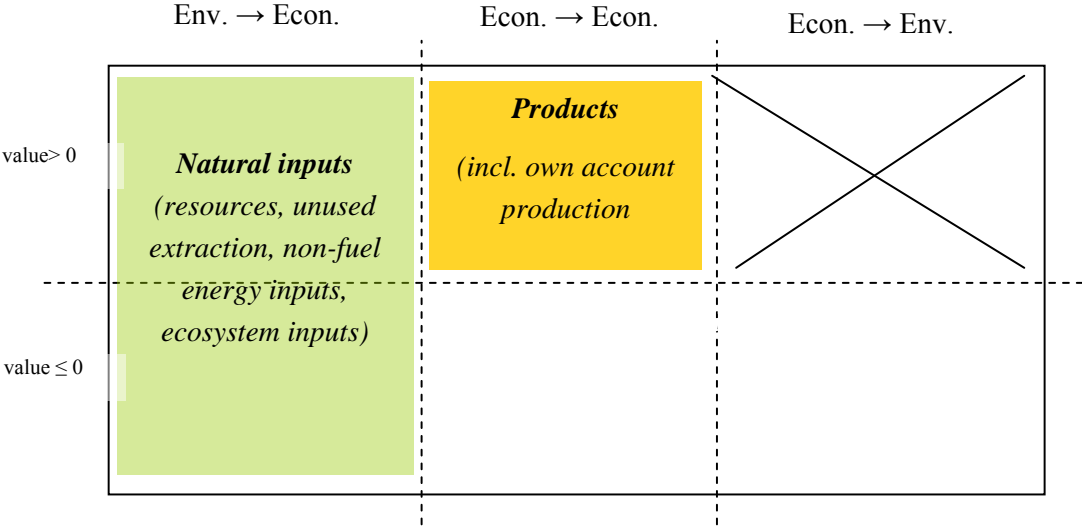 Env. → Econ.
Econ. → Econ.
Econ. → Env.
value> 0
Natural inputs
(resources, unused
extraction, non-fuel
energy inputs,
ecosystem inputs)
Products
(incl. own account
production
value ≤ 0